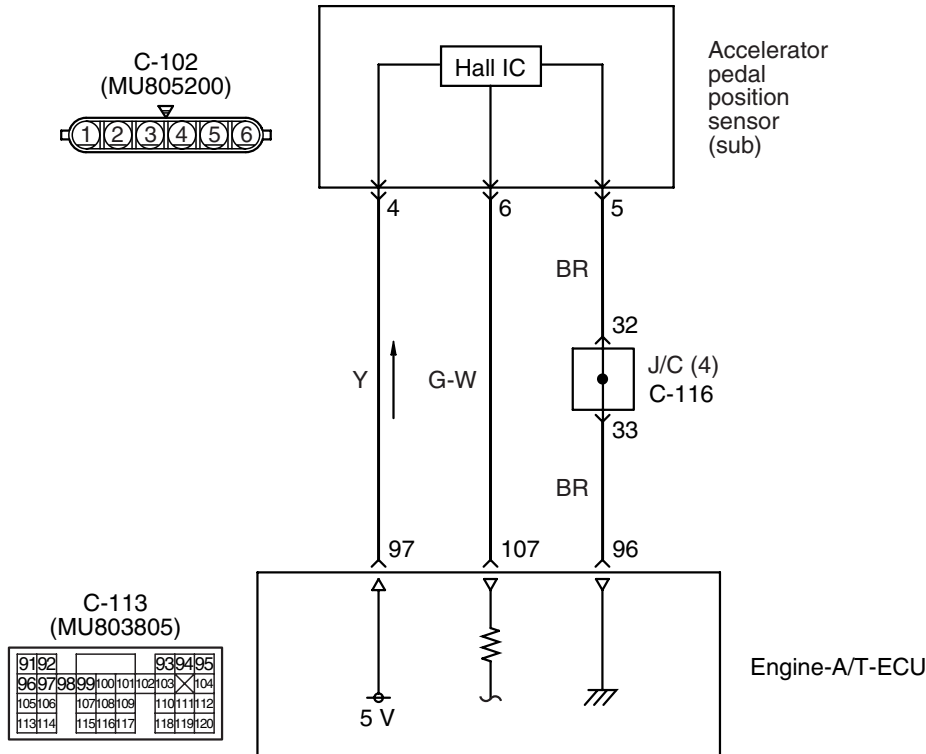 C-102
(MU805200)
1 2 3 4 5 6
Hall IC
Accelerator
pedal
position
sensor
(sub)
4 6 5
BR
32
J/C (4)
C-116
Y
G-W
33
BR
97 107 96
C-113
(MU803805)
91 92 93 94 95
96 97 98 99 100 101 102 103 104
105 106 107 108 109 110 111 112
113 114 115 116 117 118 119 120
5 V
Engine-A/T-ECU